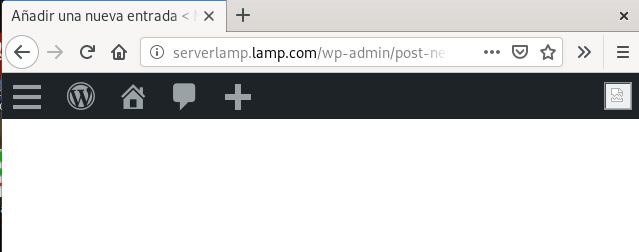 Añadir una nueva entrada <
serverlamp.lamp.com/wp-admin/post-ne